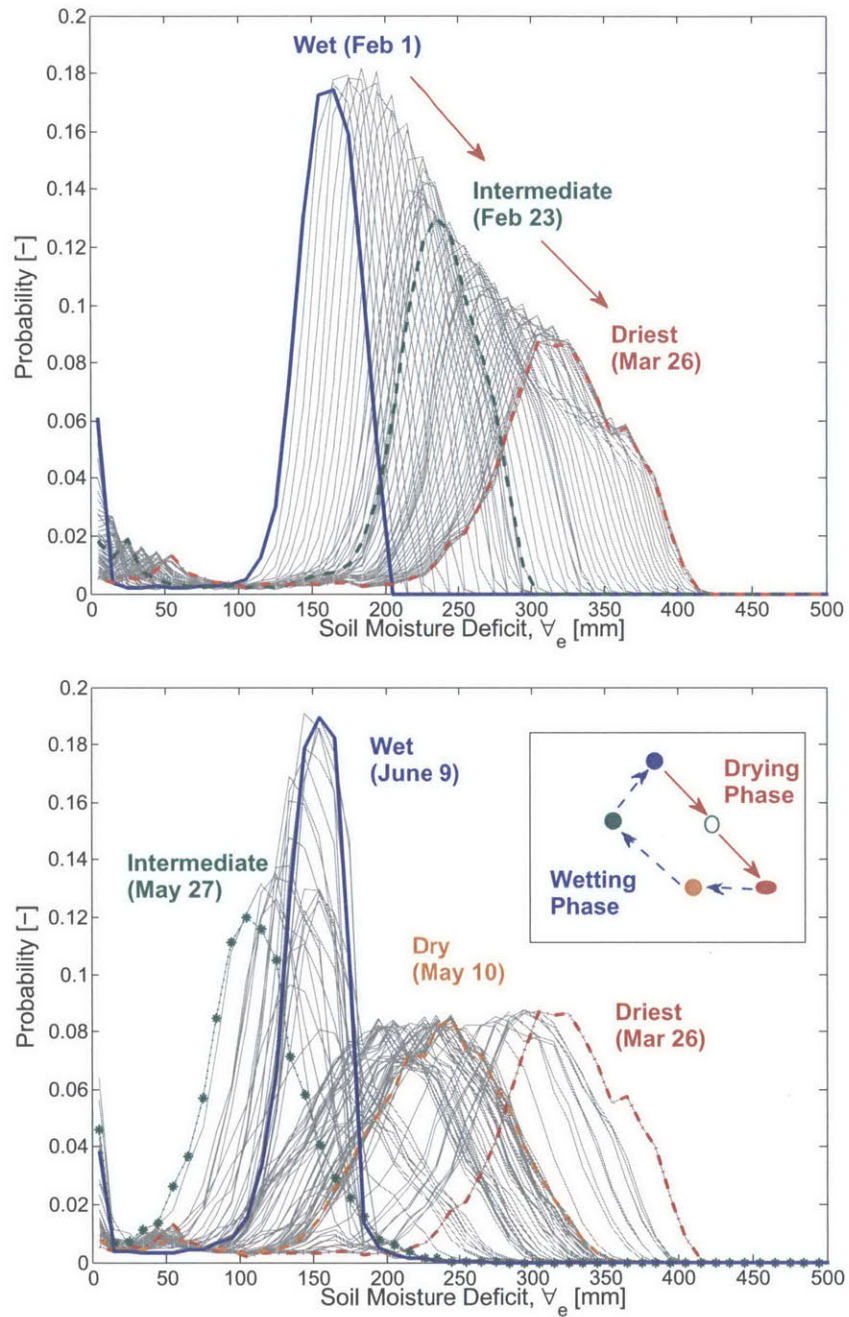 0.2
0.18
0.16
0.14
0.12
0.1
0.08
0.06
0.04
0.02
0
Probability [−]
Wet (Feb 1)
Intermediate
(Feb 23)
Driest
(Mar 26)
0 50 100 150 200 250 300 350 400 450 500
Soil Moisture Deficit, ∀e [mm]
0.2
0.18
0.16
0.14
0.12
0.1
0.08
0.06
0.04
0.02
0
Probability [−]
Wet
(June 9)
Intermediate
(May 27)
Dry
(May 10)
Driest
(Mar 26)
Drying
Phase
Wetting
Phase
0 50 100 150 200 250 300 350 400 450 500
Soil Moisture Deficit, ∀e [mm]